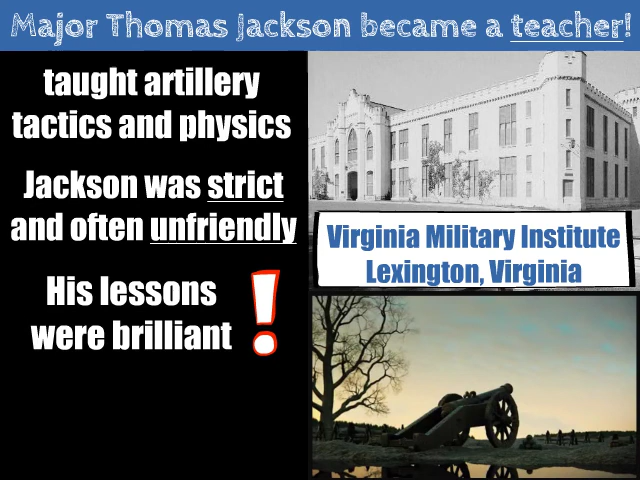 Major Thomas Jackson became a teacher!
taught artillery
tactics and physics
Jackson was strict
and often unfriendly
His lessons
were brilliant
!
Virginia Military Institute
Lexington, Virginia